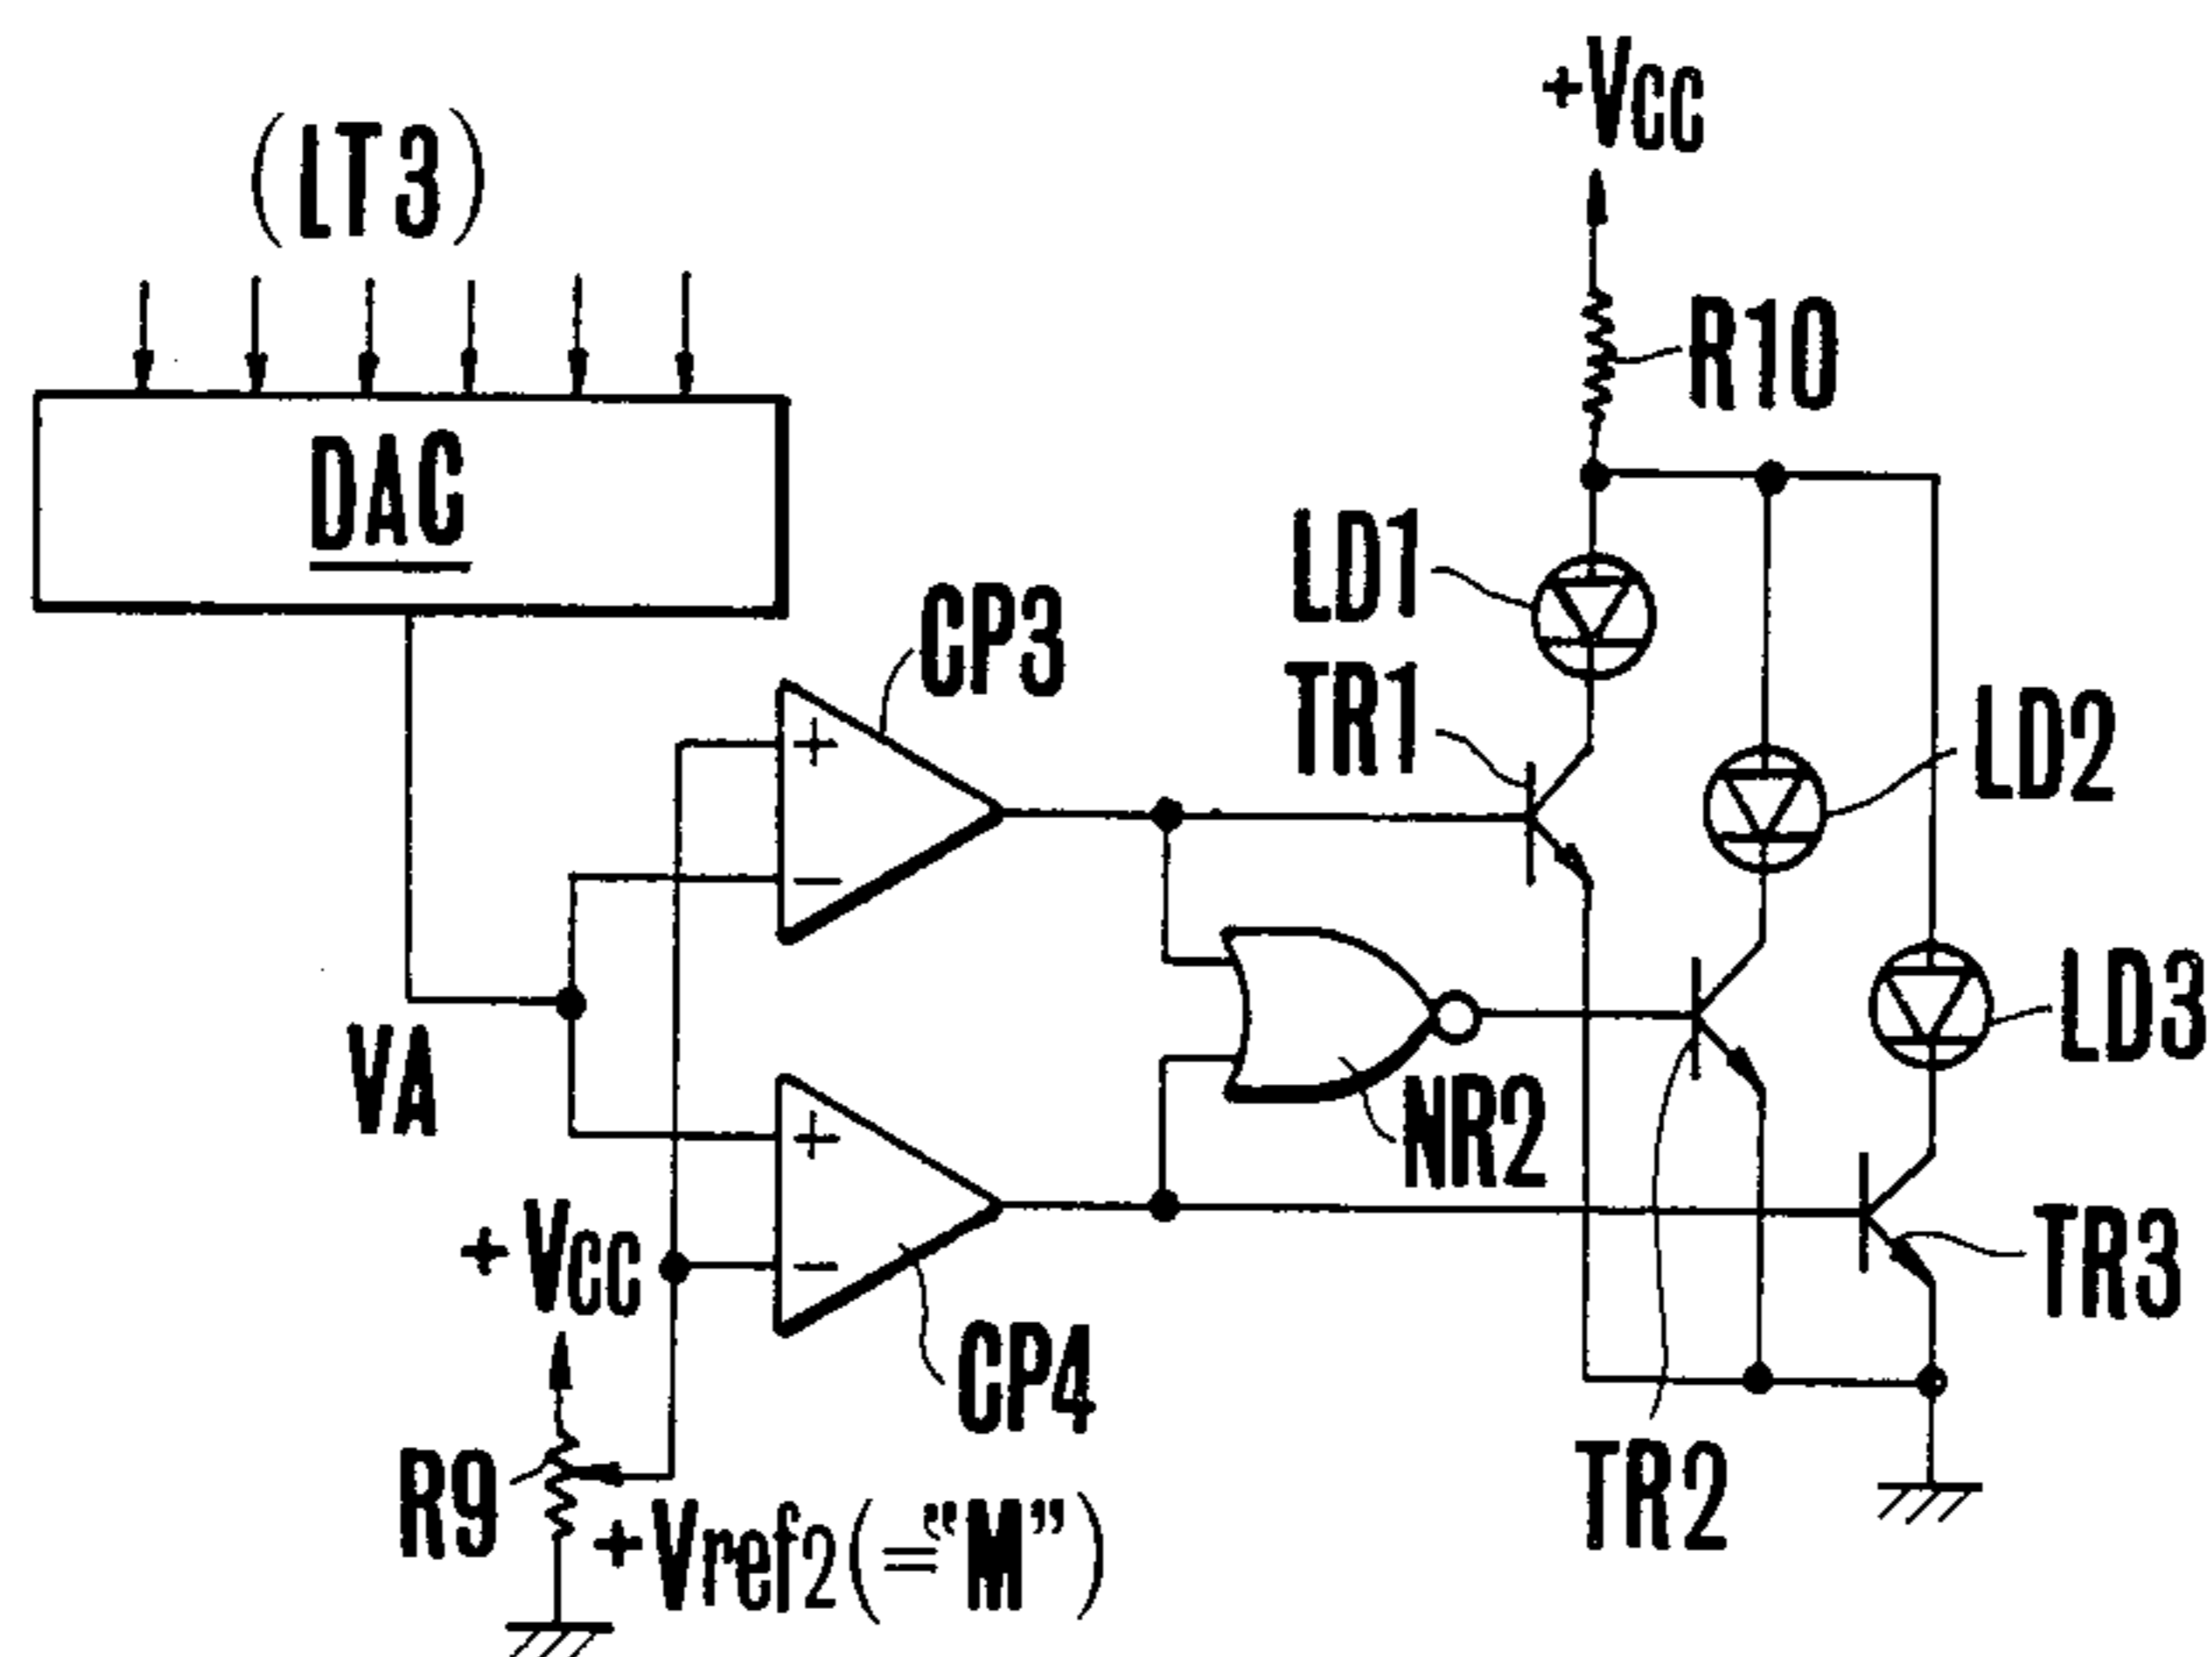 +Vcc
(LT3)
R10
DAC
LD1
CP3
TR1
LD2
+
−
LD3
VA
NR2
+
−
+Vcc
TR3
CP4
R9
TR2
+Vref2(="M")